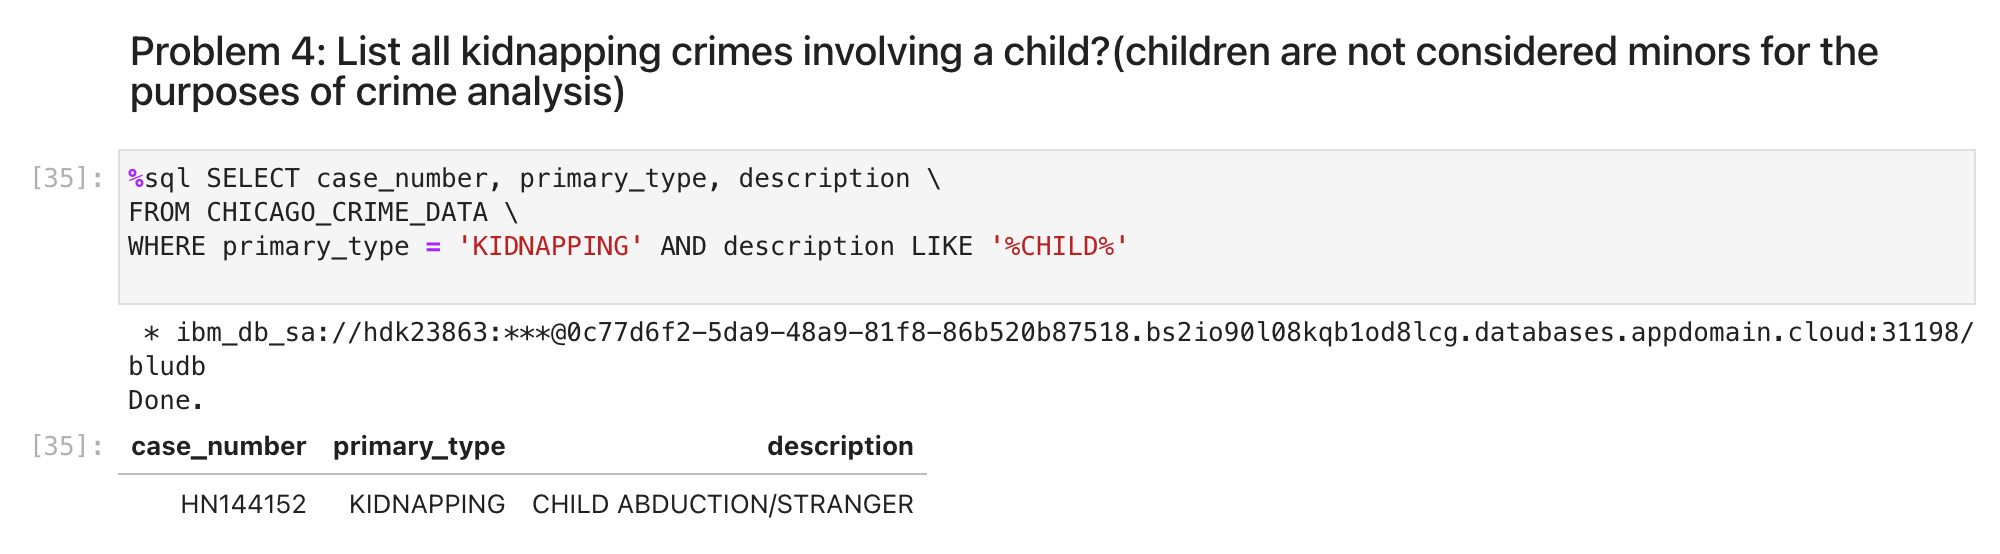 Problem 4: List all kidnapping crimes involving a child?(children are not considered minors for the
purposes of crime analysis)
[35]: %sql SELECT case_number, primary_type, description \
FROM CHICAGO_CRIME_DATA \
WHERE primary_type = 'KIDNAPPING' AND description LIKE '%CHILD%'
* ibm_db_sa://hdk23863:***@0c77d6f2-5da9-48a9-81f8-86b520b87518.bs2io90l08kqb1od8lcg.databases.appdomain.cloud:31198/
bludb
Done.
[35]: case_number primary_type description
HN144152 KIDNAPPING CHILD ABDUCTION/STRANGER